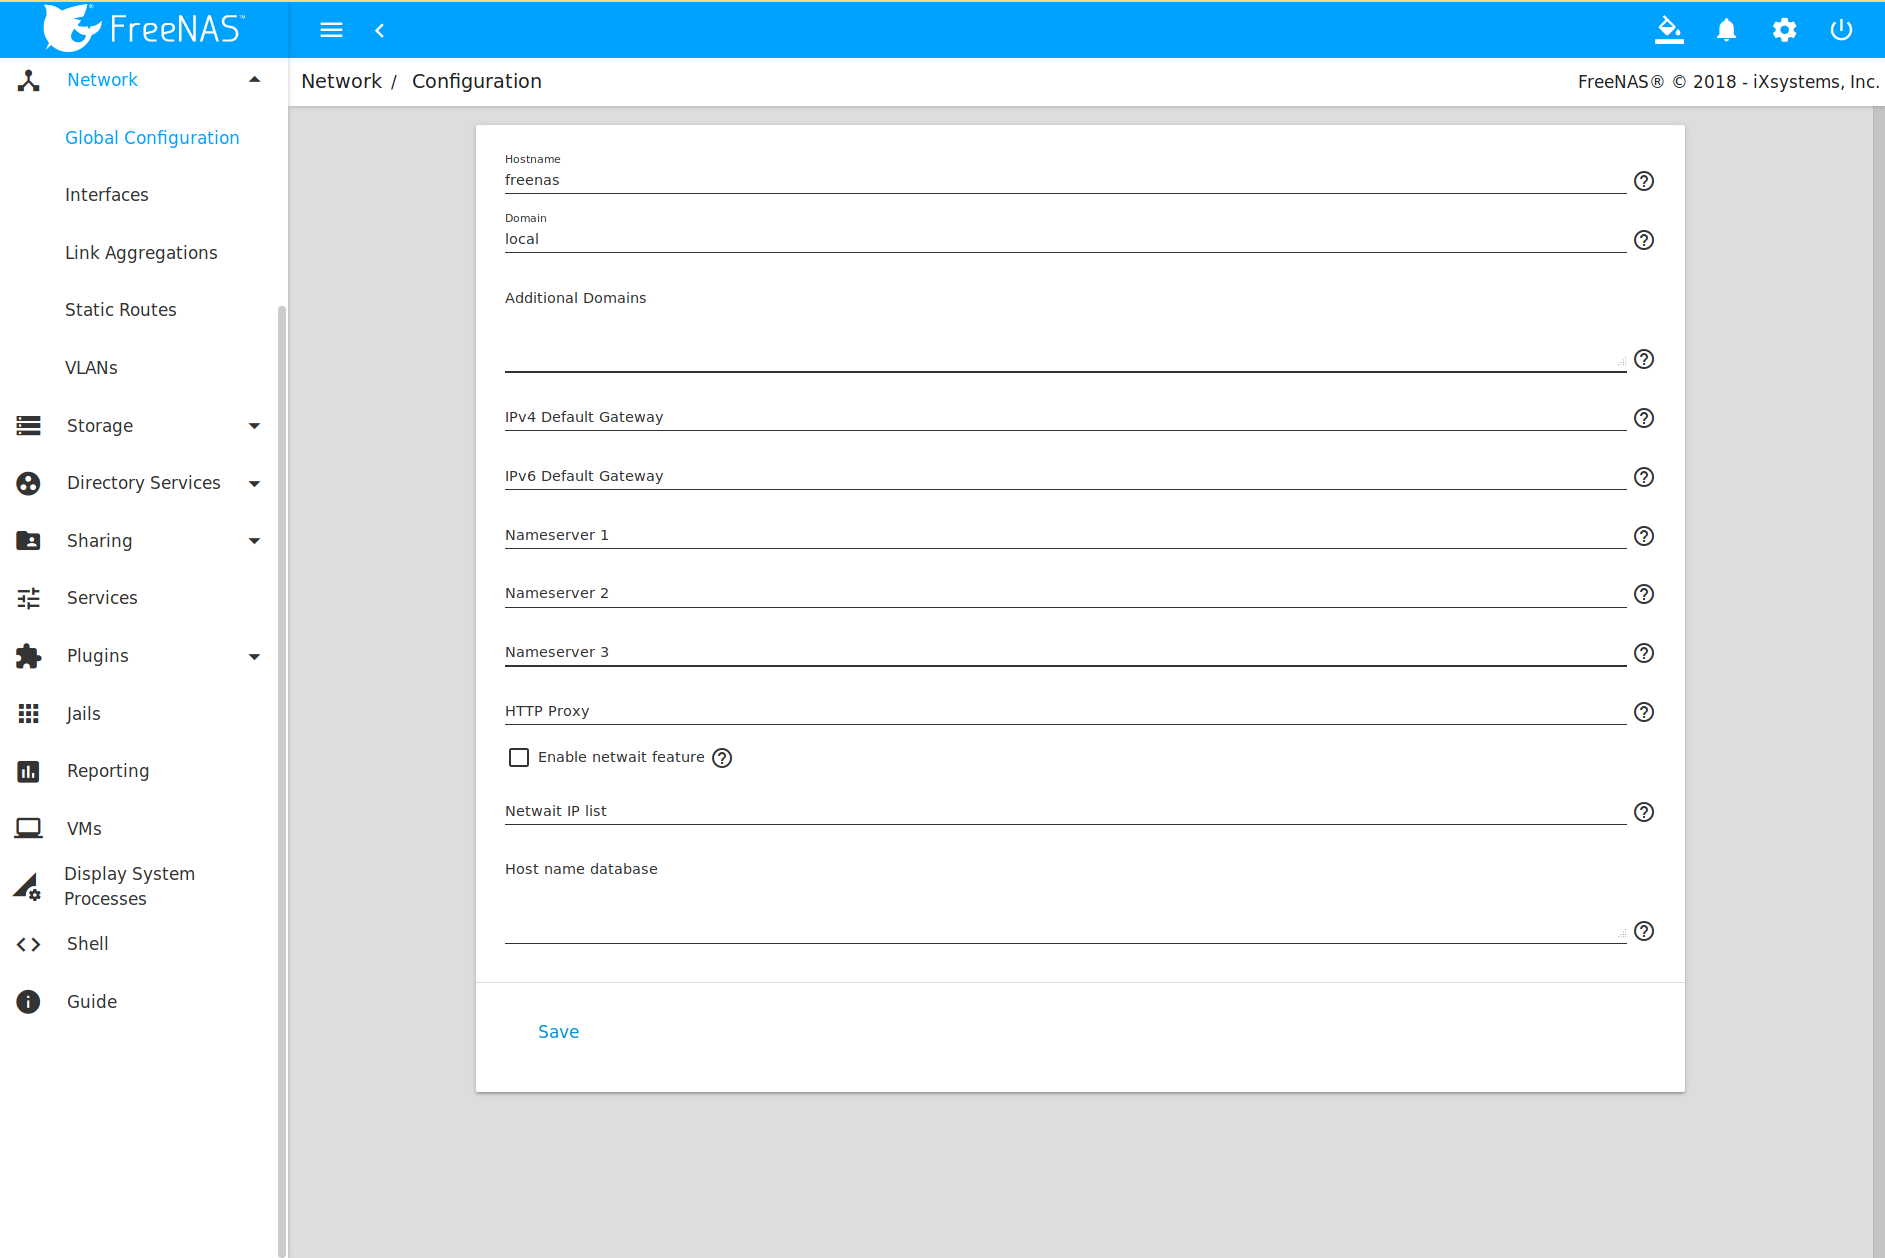 FreeNAS™
Network
Global Configuration
Interfaces
Link Aggregations
Static Routes
VLANs
Storage
Directory Services
Sharing
Services
Plugins
Jails
Reporting
VMs
Display System
Processes
Shell
Guide
Network / Configuration
FreeNAS® © 2018 - iXsystems, Inc.
Hostname
freenas
Domain
local
Additional Domains
IPv4 Default Gateway
IPv6 Default Gateway
Nameserver 1
Nameserver 2
Nameserver 3
HTTP Proxy
Enable netwait feature
Netwait IP list
Host name database
Save